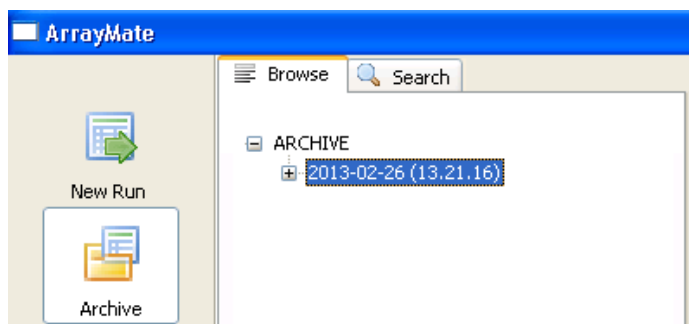 ArrayMate
Browse
Search
New Run
Archive
ARCHIVE
2013-02-26 (13.21.16)